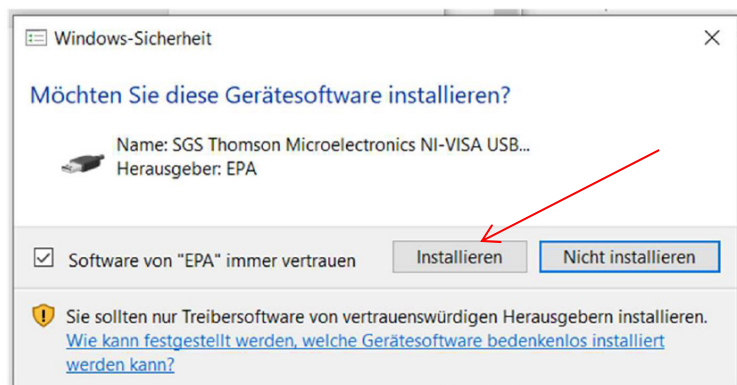 Windows-Sicherheit
Möchten Sie diese Gerätesoftware installieren?
Name: SGS Thomson Microelectronics NI-VISA USB...
Herausgeber: EPA
Software von "EPA" immer vertrauen
Installieren
Nicht installieren
Sie sollten nur Treibersoftware von vertrauenswürdigen Herausgebern installieren.
Wie kann festgestellt werden, welche Gerätesoftware bedenkenlos installiert
werden kann?